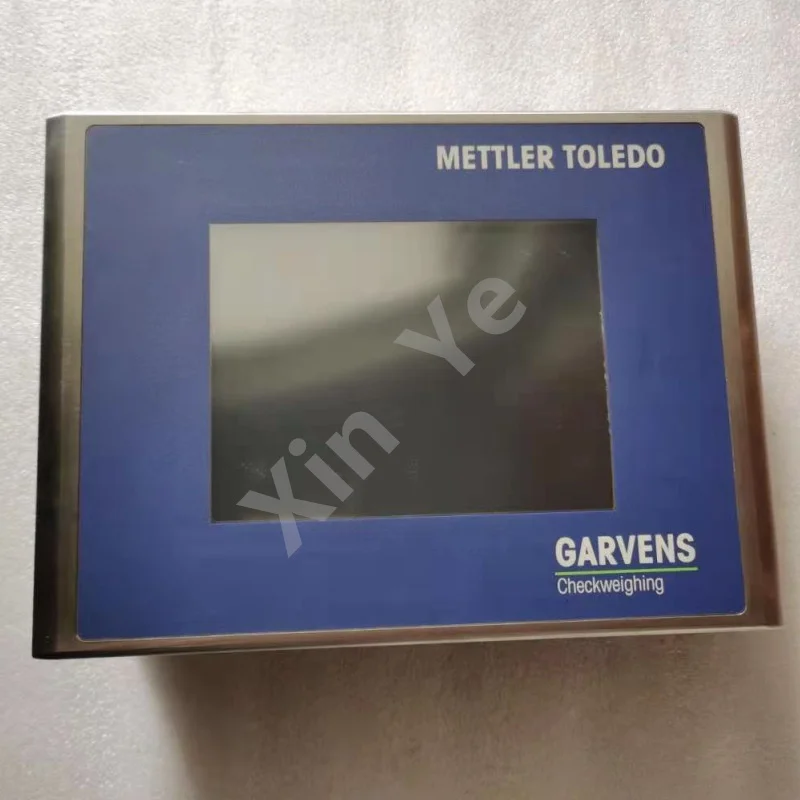 METTLER TOLEDO
Xin Ye
GARVENS
Checkweighing